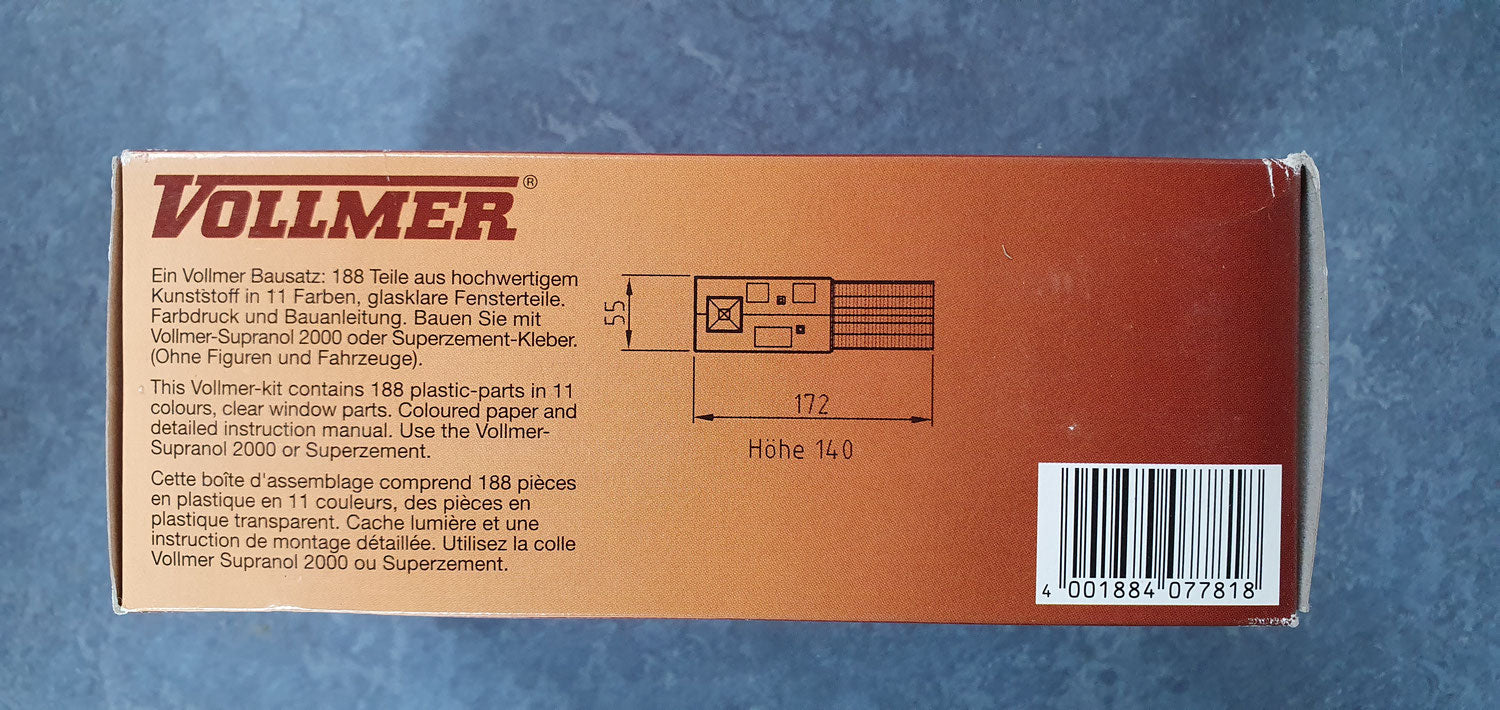 VOLLMER®
Ein Vollmer Bausatz: 188 Teile aus hochwertigem
Kunststoff in 11 Farben, glasklare Fensterteile.
Farbdruck und Bauanleitung. Bauen Sie mit
Vollmer-Supranol 2000 oder Superzement-Kleber.
(Ohne Figuren und Fahrzeuge).
This Vollmer-kit contains 188 plastic-parts in 11
colours, clear window parts. Coloured paper and
detailed instruction manual. Use the Vollmer-
Supranol 2000 or Superzement.
Cette boîte d'assemblage comprend 188 pièces
en plastique en 11 couleurs, des pièces en
plastique transparent. Cache lumière et une
instruction de montage détaillée. Utilisez la colle
Vollmer Supranol 2000 ou Superzement.
55
172
Höhe 140
4 001884 077818